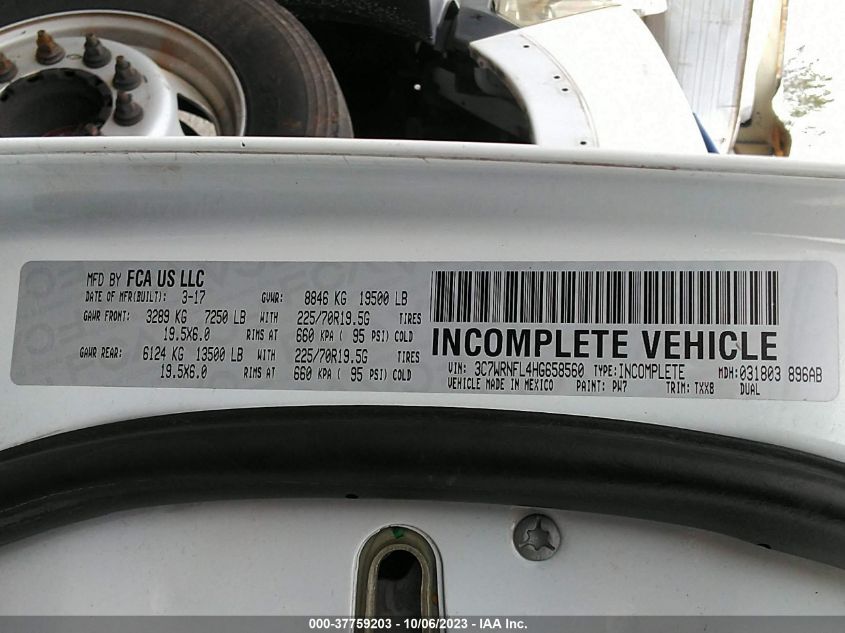 MFD BY FCA US LLC
DATE OF MFR(BUILT): 3-17 GVWR: 8846 KG 19500 LB
GAWR FRONT: 3289 KG 7250 LB WITH 225/70R19.5G TIRES
19.5X6.0 RIMS AT 660 KPA ( 95 PSI) COLD
GAWR REAR: 6124 KG 13500 LB WITH 225/70R19.5G TIRES
19.5X6.0 RIMS AT 660 KPA ( 95 PSI) COLD
INCOMPLETE VEHICLE
VIN: 3C7WRNFL4HG658560 TYPE:INCOMPLETE MDH:031803 896AB
VEHICLE MADE IN MEXICO PAINT: PW7 TRIM: TXX8 DUAL
000-37759203 - 10/06/2023 - IAAI.com